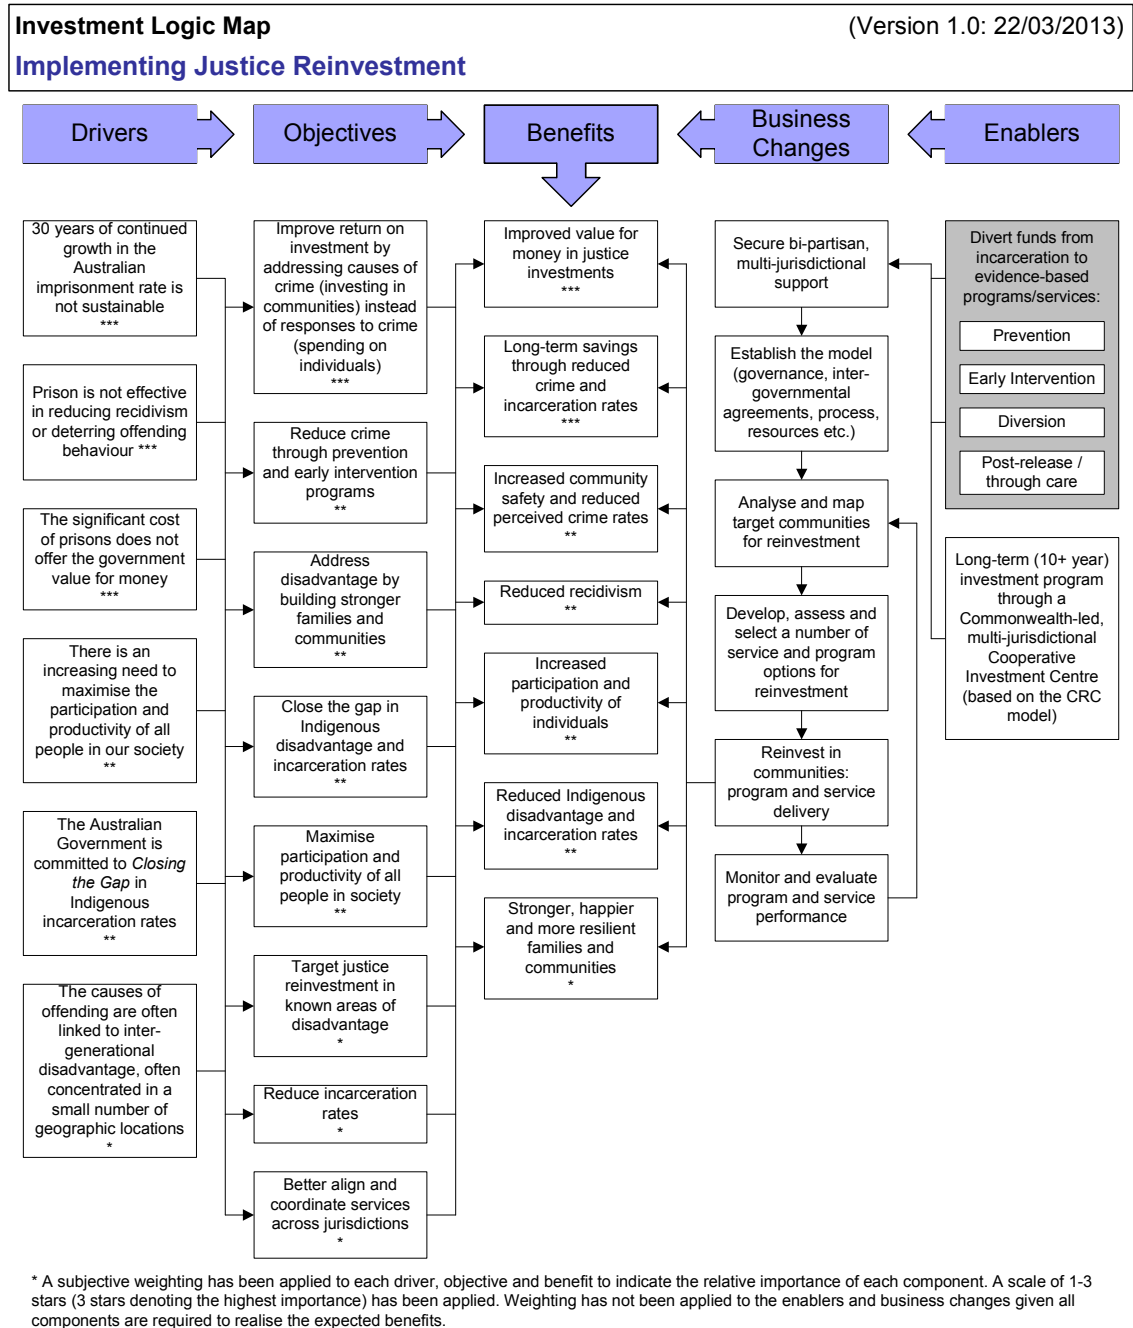 Investment Logic Map
(Version 1.0: 22/03/2013)
Implementing Justice Reinvestment
Drivers
Objectives
Benefits
Business
Changes
Enablers
30 years of continued
growth in the
Australian
imprisonment rate is
not sustainable
***
Prison is not effective
in reducing recidivism
or deterring offending
behaviour ***
The significant cost
of prisons does not
offer the government
value for money
***
There is an
increasing need to
maximise the
participation and
productivity of all
people in our society
**
The Australian
Government is
committed to Closing
the Gap in
Indigenous
incarceration rates
**
The causes of
offending are often
linked to inter-
generational
disadvantage, often
concentrated in a
small number of
geographic locations
*
Improve return on
investment by
addressing causes of
crime (investing in
communities) instead
of responses to crime
(spending on
individuals)
***
Reduce crime
through prevention
and early intervention
programs
**
Address
disadvantage by
building stronger
families and
communities
**
Close the gap in
Indigenous
disadvantage and
incarceration rates
**
Maximise
participation and
productivity of all
people in society
**
Target justice
reinvestment in
known areas of
disadvantage
*
Reduce incarceration
rates
*
Better align and
coordinate services
across jurisdictions
*
Improved value for
money in justice
investments
***
Long-term savings
through reduced
crime and
incarceration rates
***
Increased community
safety and reduced
perceived crime rates
**
Reduced recidivism
**
Increased
participation and
productivity of
individuals
**
Reduced Indigenous
disadvantage and
incarceration rates
**
Stronger, happier
and more resilient
families and
communities
*
Secure bi-partisan,
multi-jurisdictional
support
Establish the model
(governance, inter-
governmental
agreements, process,
resources etc.)
Analyse and map
target communities
for reinvestment
Develop, assess and
select a number of
service and program
options for
reinvestment
Reinvest in
communities:
program and service
delivery
Monitor and evaluate
program and service
performance
Divert funds from
incarceration to
evidence-based
programs/services:
Prevention
Early Intervention
Diversion
Post-release /
through care
Long-term (10+ year)
investment program
through a
Commonwealth-led,
multi-jurisdictional
Cooperative
Investment Centre
(based on the CRC
model)
* A subjective weighting has been applied to each driver, objective and benefit to indicate the relative importance of each component. A scale of 1-3
stars (3 stars denoting the highest importance) has been applied. Weighting has not been applied to the enablers and business changes given all
components are required to realise the expected benefits.